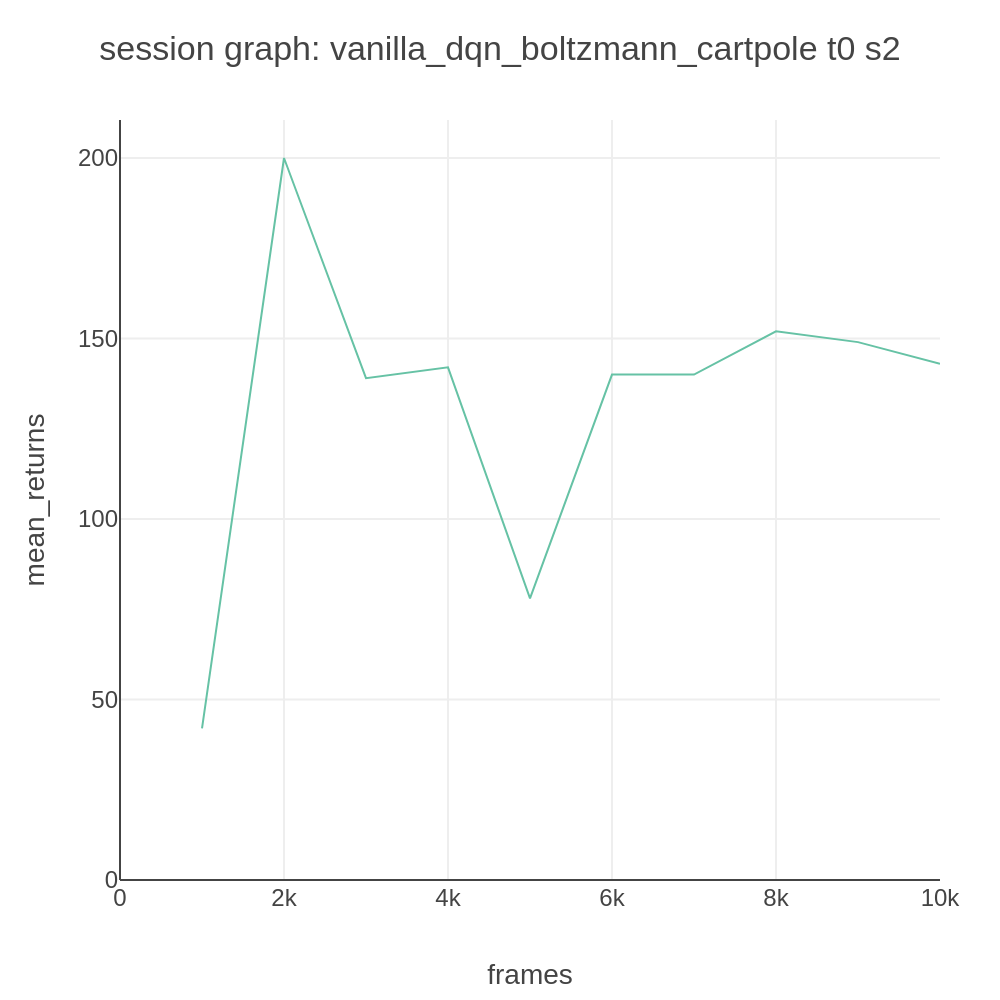 session graph: vanilla_dqn_boltzmann_cartpole t0 s2
mean_returns
200
150
100
50
0
0 2k 4k 6k 8k 10k
frames